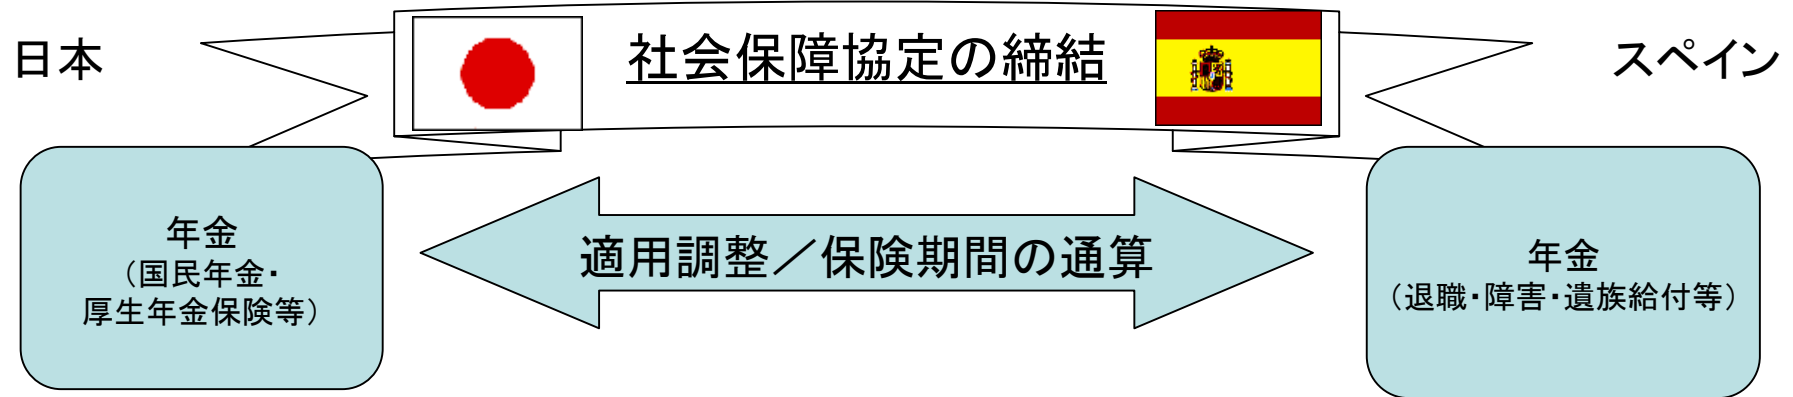 日本
社会保障協定の締結
スペイン
年金
（国民年金・
厚生年金保険等）
適用調整／保険期間の通算
年金
（退職・障害・遺族給付等）